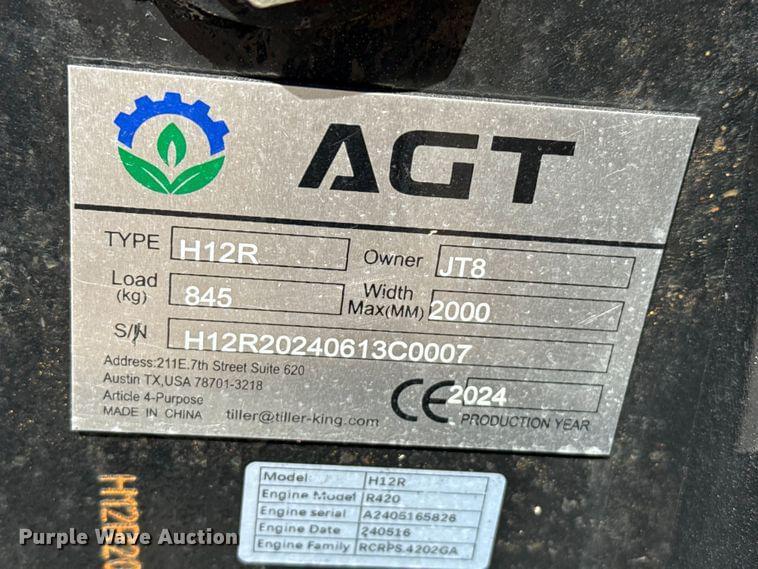 AGT
TYPE H12R Owner JT8
Load (kg) 845 Width Max(MM) 2000
S/N H12R20240613C0007
Address:211E.7th Street Suite 620
Austin TX,USA 78701-3218
Article 4-Purpose
MADE IN CHINA tiller@tiller-king.com
CE 2024
PRODUCTION YEAR
Model: H12R
Engine Model R420
Engine serial A2405165826
Engine Date 240516
Engine Family RCRPS.4202GA
Purple Wave Auction